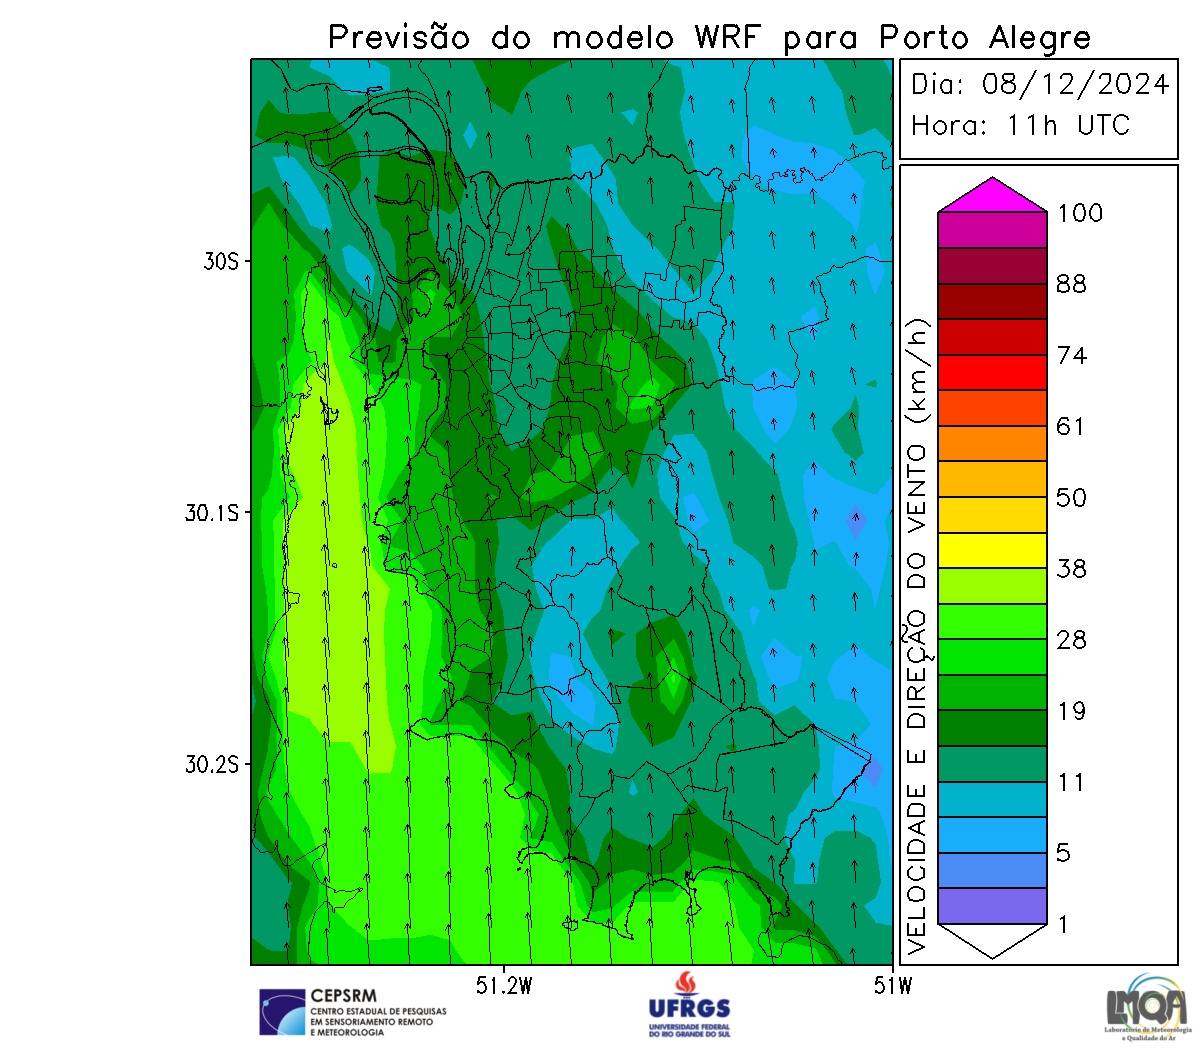 Previsão do modelo WRF para Porto Alegre
Dia: 08/12/2024
Hora: 11h UTC
30S
30.1S
30.2S
51.2W
51W
VELOCIDADE E DIREÇÃO DO VENTO (km/h)
100
88
74
61
50
38
28
19
11
5
1
CEPSRM
CENTRO ESTADUAL DE PESQUISAS
EM SENSORIAMENTO REMOTO
E METEOROLOGIA
UFRGS
UNIVERSIDADE FEDERAL
DO RIO GRANDE DO SUL
LMQA
Laboratório de Meteorologia
e Qualidade do Ar